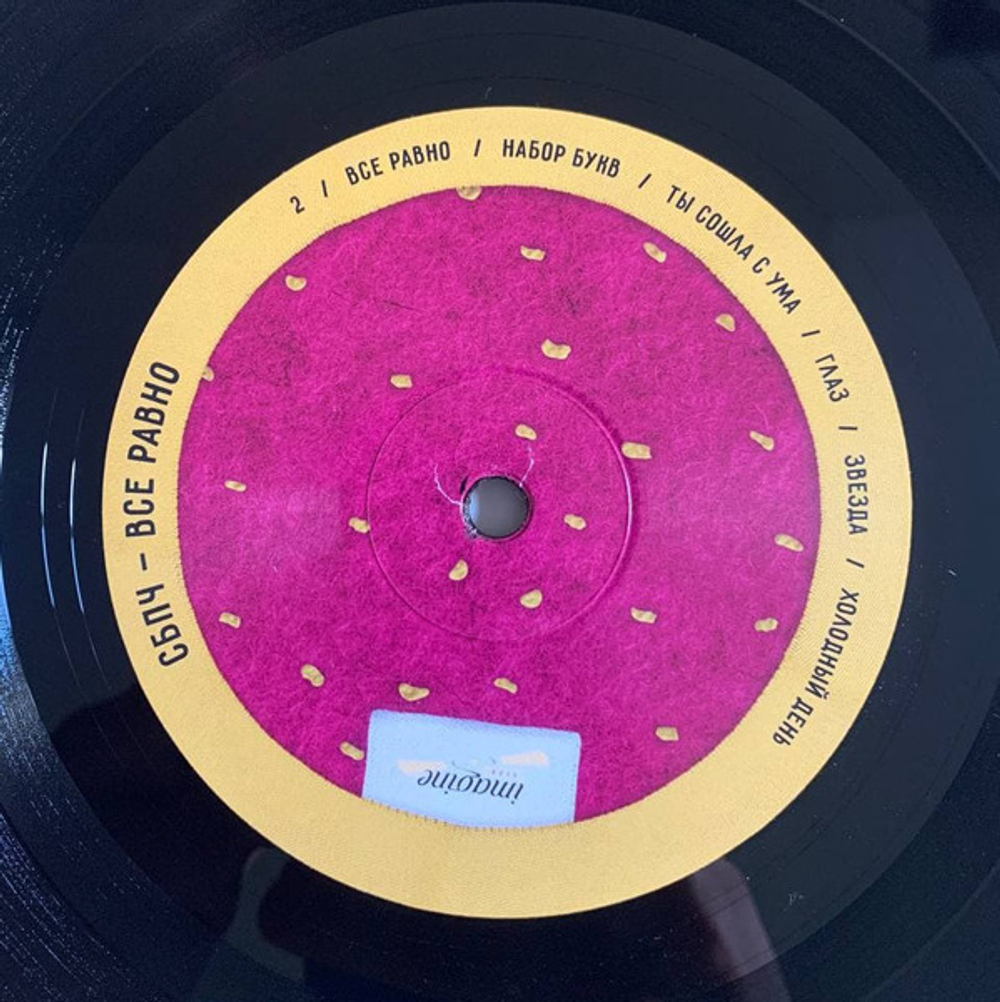 СБПЧ – ВСЕ РАВНО
2 / ВСЕ РАВНО / НАБОР БУКВ / ТЫ СОШЛА С УМА / ГЛАЗ / ЗВЕЗДА / ХОЛОДНЫЙ ДЕНЬ
imagine